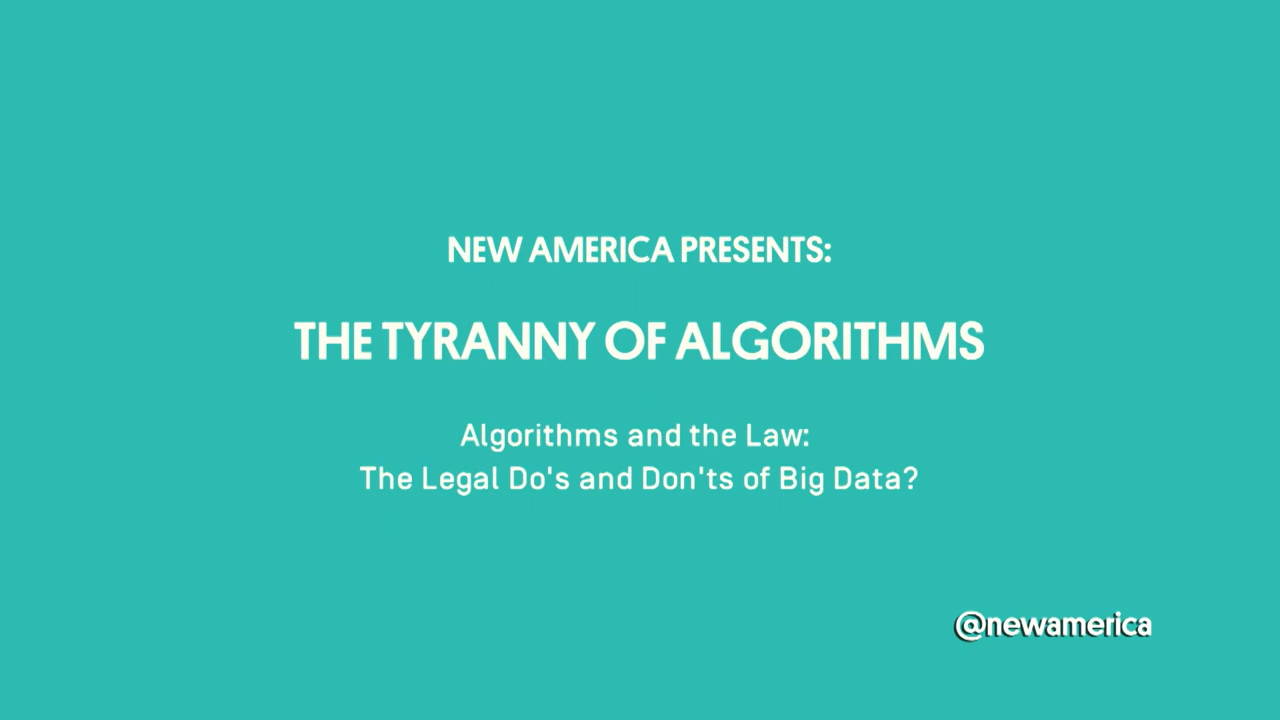 NEW AMERICA PRESENTS:
THE TYRANNY OF ALGORITHMS
Algorithms and the Law:
The Legal Do's and Don'ts of Big Data?
@newamerica